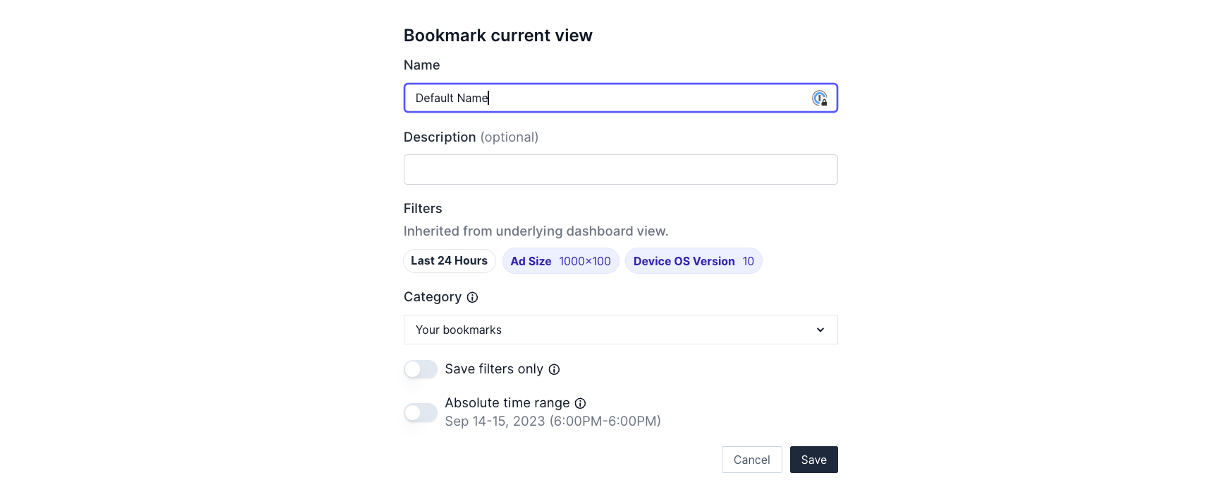 Bookmark current view
Name
Default Name
Description (optional)
Filters
Inherited from underlying dashboard view.
Last 24 Hours Ad Size 1000×100 Device OS Version 10
Category
Your bookmarks
Save filters only
Absolute time range
Sep 14-15, 2023 (6:00PM-6:00PM)
Cancel Save